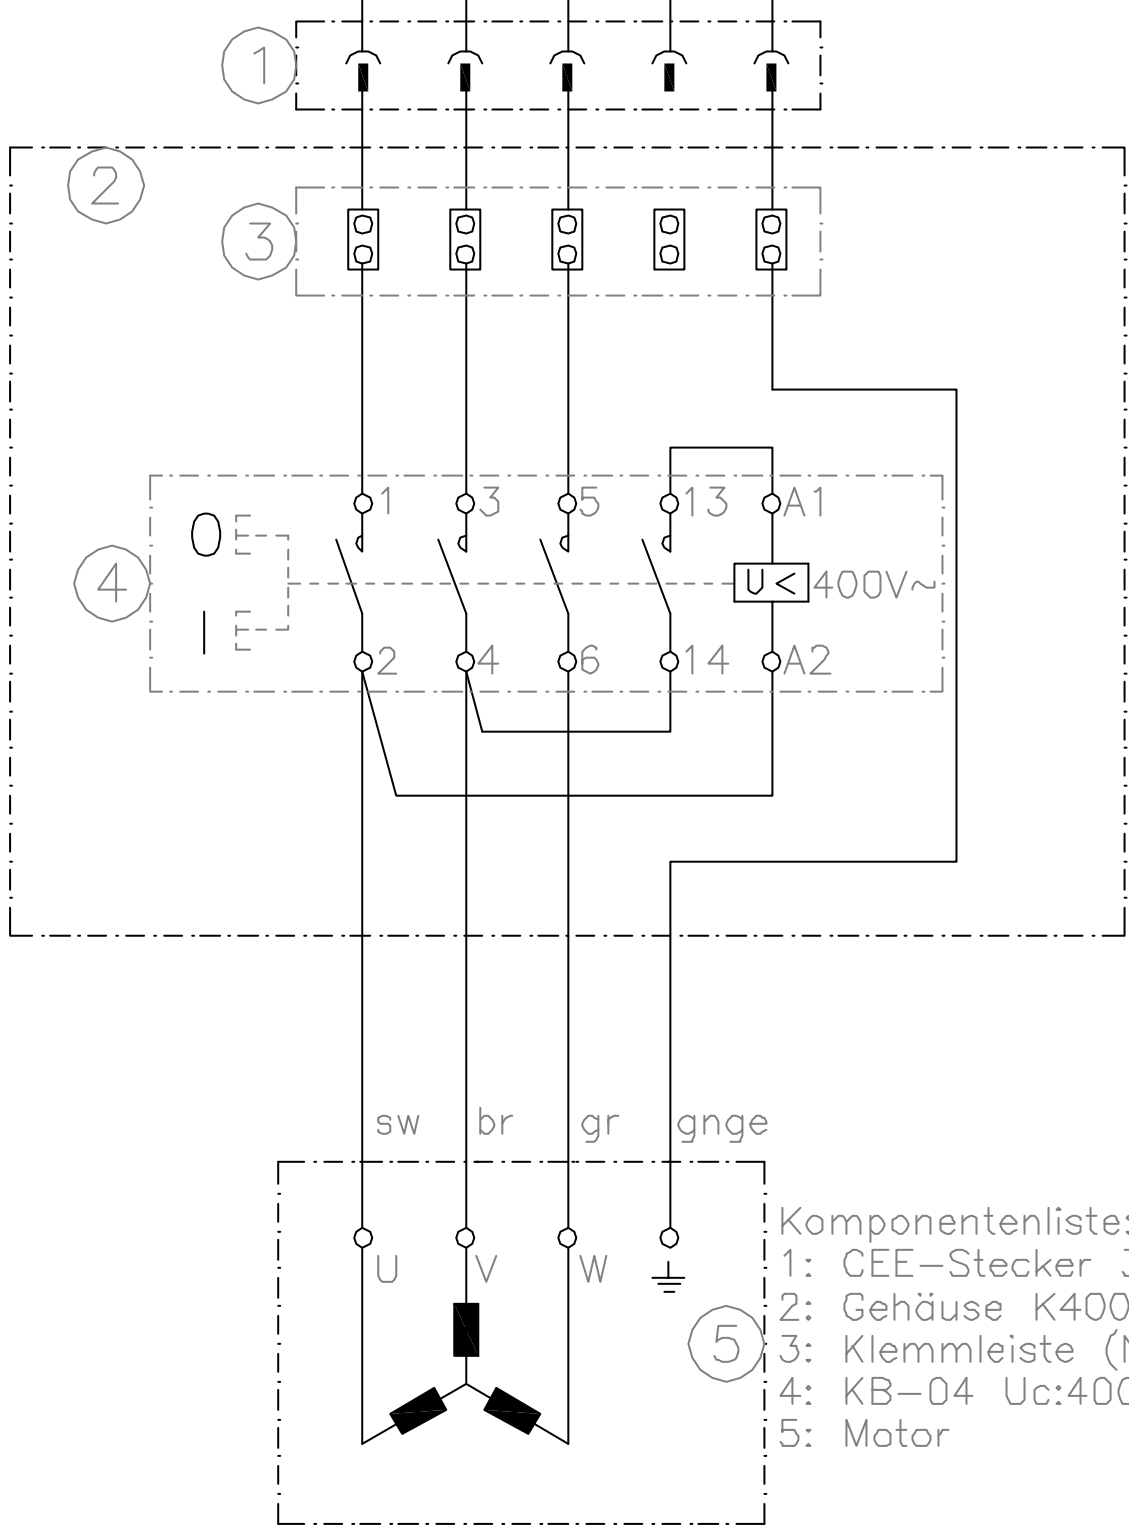 1
2
3
1 3 5 13 A1
0
4 U< 400V~
I
2 4 6 14 A2
sw br gr gnge
U V W
5
Komponentenliste:
1: CEE-Stecker
2: Gehäuse K400
3: Klemmleiste
4: KB-04 Uc:400
5: Motor